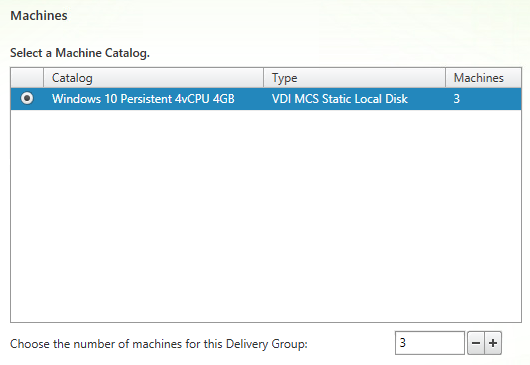 Machines
Select a Machine Catalog.
Catalog Type Machines
Windows 10 Persistent 4vCPU 4GB VDI MCS Static Local Disk 3
Choose the number of machines for this Delivery Group: 3 − +